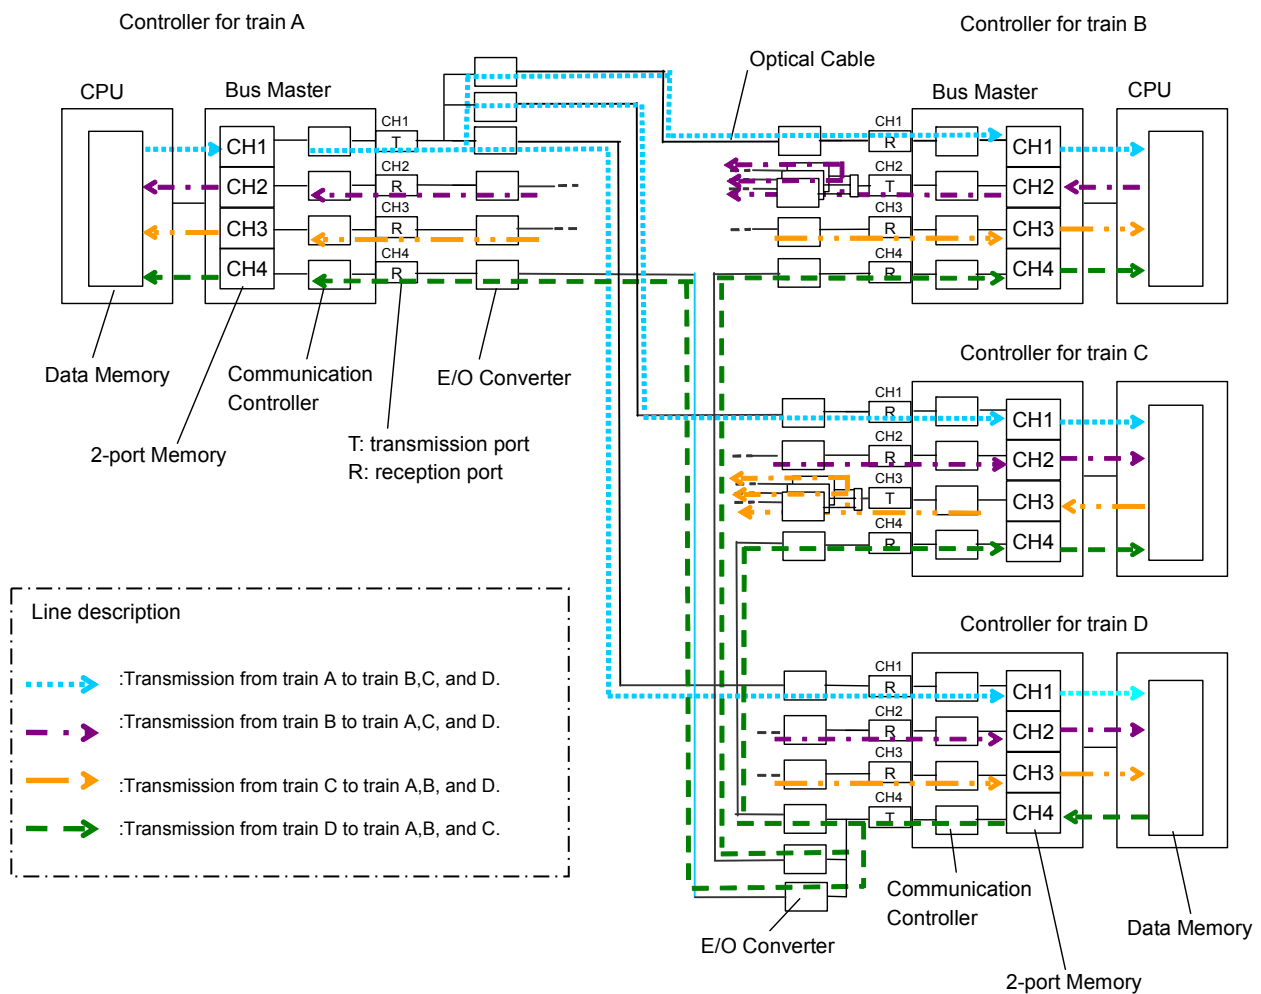 Controller for train A
Controller for train B
Optical Cable
CPU
Bus Master
Bus Master
CPU
CH1
T
CH1
CH2
R
CH2
CH3
R
CH3
CH4
R
CH4
CH1
R
CH1
CH2
T
CH2
CH3
R
CH3
CH4
R
CH4
Data Memory
Communication
Controller
E/O Converter
2-port Memory
T: transmission port
R: reception port
Controller for train C
CH1
R
CH1
CH2
R
CH2
CH3
T
CH3
CH4
R
CH4
Line description
:Transmission from train A to train B,C, and D.
:Transmission from train B to train A,C, and D.
:Transmission from train C to train A,B, and D.
:Transmission from train D to train A,B, and C.
Controller for train D
CH1
R
CH1
CH2
R
CH2
CH3
R
CH3
CH4
T
CH4
Communication
Controller
E/O Converter
Data Memory
2-port Memory